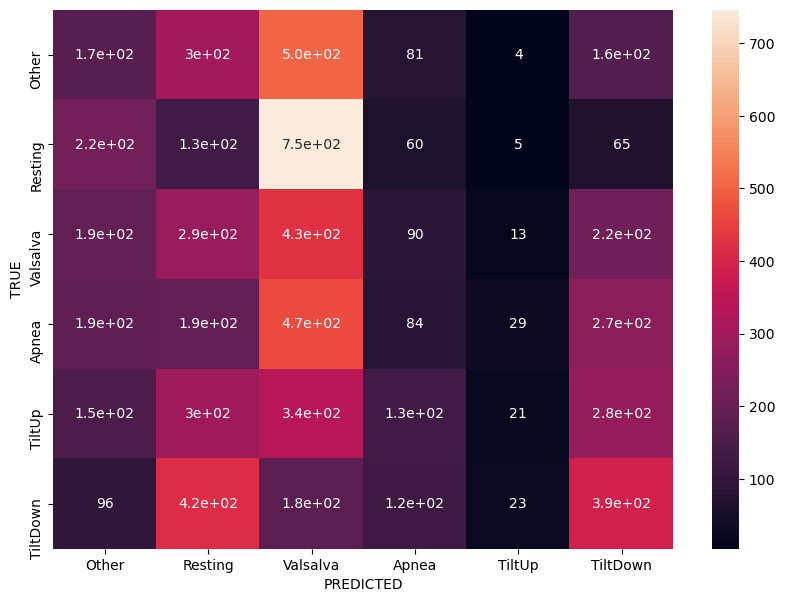 Other 1.7e+02 3e+02 5.0e+02 81 4 1.6e+02
Resting 2.2e+02 1.3e+02 7.5e+02 60 5 65
Valsalva 1.9e+02 2.9e+02 4.3e+02 90 13 2.2e+02
Apnea 1.9e+02 1.9e+02 4.7e+02 84 29 2.7e+02
TiltUp 1.5e+02 3e+02 3.4e+02 1.3e+02 21 2.8e+02
TiltDown 96 4.2e+02 1.8e+02 1.2e+02 23 3.9e+02
TRUE
Other Resting Valsalva Apnea TiltUp TiltDown
PREDICTED
700
600
500
400
300
200
100